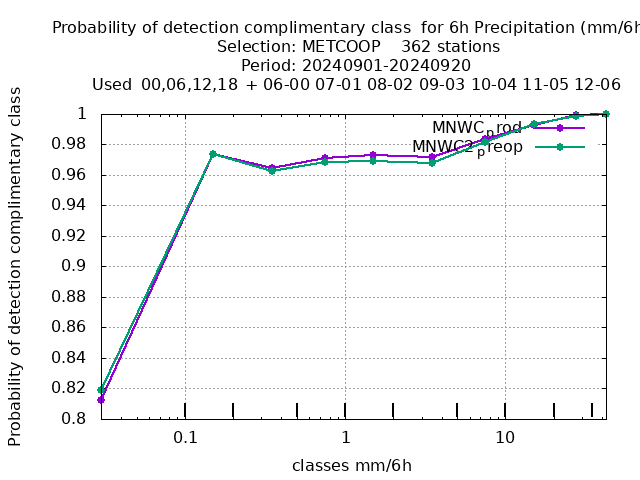 Probability of detection complimentary class for 6h Precipitation (mm/6h
Selection: METCOOP 362 stations
Period: 20240901-20240920
Used 00,06,12,18 + 06-00 07-01 08-02 09-03 10-04 11-05 12-06
Probability of detection complimentary class
MNWC_prod
MNWC2_preop
1
0.98
0.96
0.94
0.92
0.9
0.88
0.86
0.84
0.82
0.8
0.1 1 10
classes mm/6h